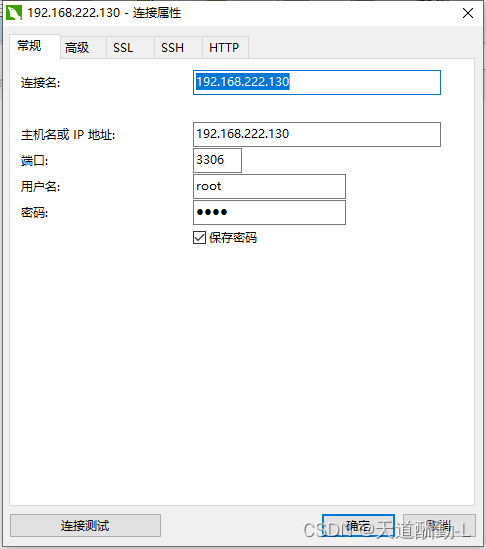 192.168.222.130 - 连接属性
常规 高级 SSL SSH HTTP
连接名: 192.168.222.130
主机名或 IP 地址: 192.168.222.130
端口: 3306
用户名: root
密码: ●●●●
保存密码
连接测试 确定 取消
CSDN @天道酬勤-L